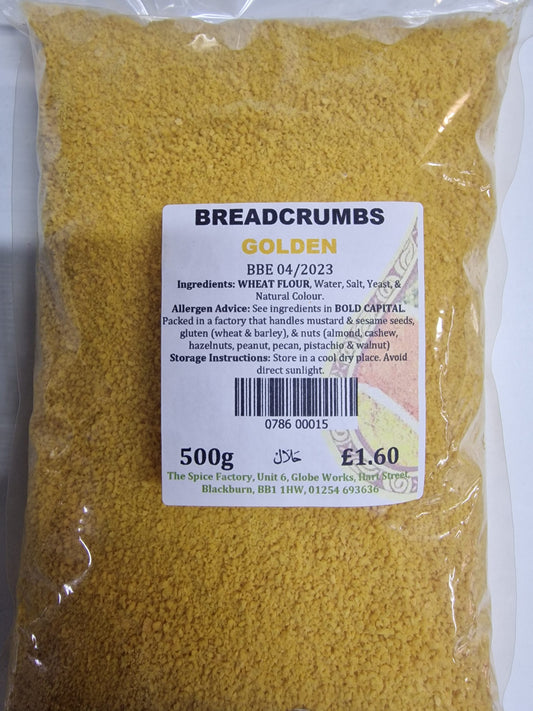 BREADCRUMBS
GOLDEN
BBE 04/2023
Ingredients: WHEAT FLOUR, Water, Salt, Yeast, &
Natural Colour.
Allergen Advice: See ingredients in BOLD CAPITAL.
Packed in a factory that handles mustard & sesame seeds,
gluten (wheat & barley), & nuts (almond, cashew,
hazelnuts, peanut, pecan, pistachio & walnut)
Storage Instructions: Store in a cool dry place. Avoid
direct sunlight.
0786 00015
500g حلال £1.60
The Spice Factory, Unit 6, Globe Works, Hart Street,
Blackburn, BB1 1HW, 01254 693636